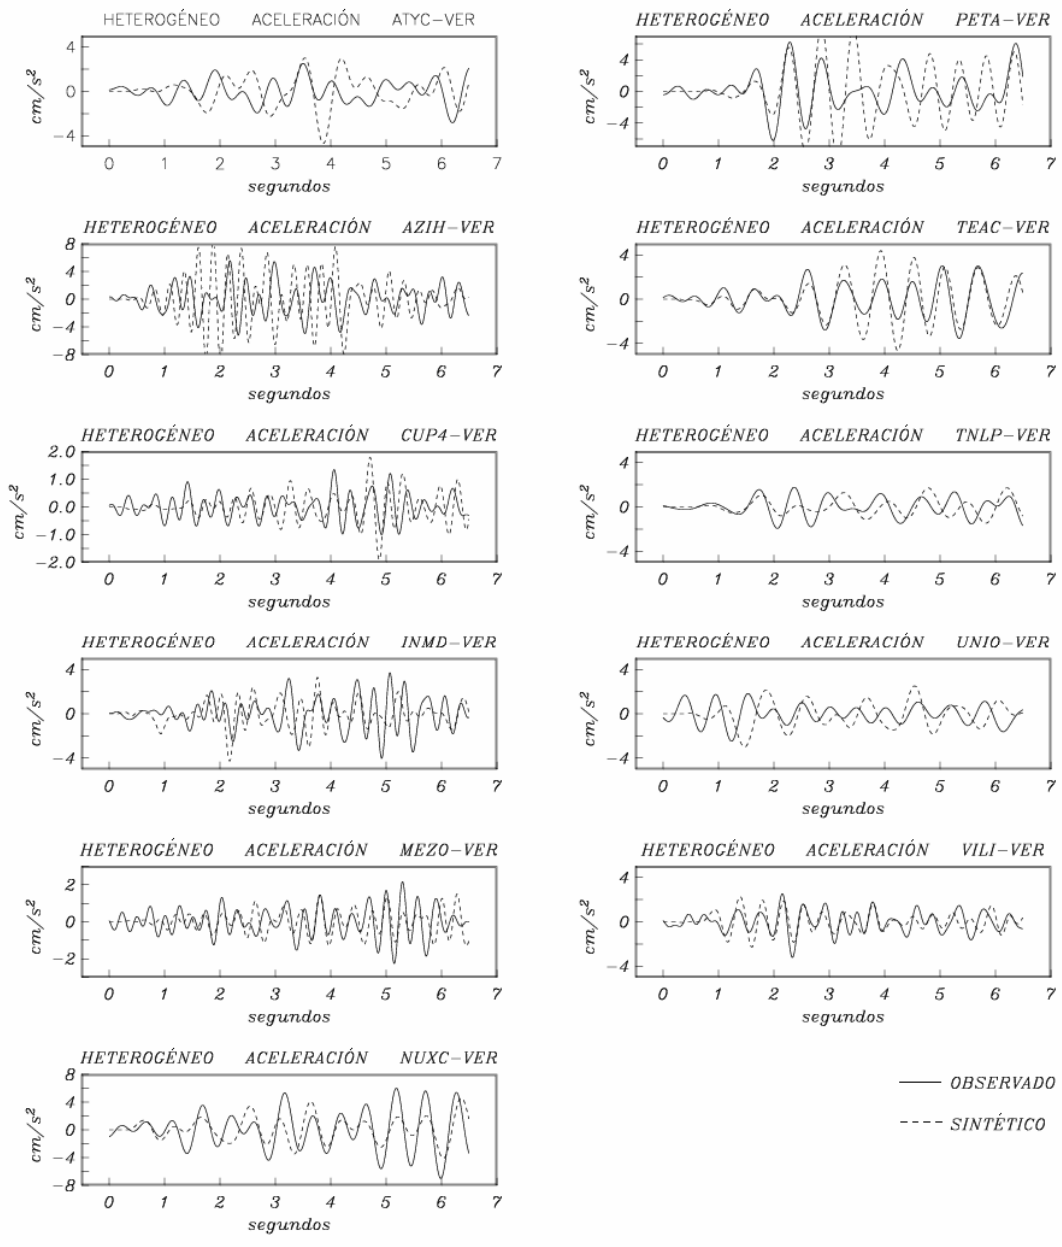 HETEROGÉNEO ACELERACIÓN ATYC-VER
4
0
-4
cm/s²
0 1 2 3 4 5 6 7
segundos
HETEROGÉNEO ACELERACIÓN PETA-VER
4
0
-4
cm/s²
0 1 2 3 4 5 6 7
segundos
HETEROGÉNEO ACELERACIÓN AZIH-VER
8
4
0
-4
-8
cm/s²
0 1 2 3 4 5 6 7
segundos
HETEROGÉNEO ACELERACIÓN TEAC-VER
4
0
-4
cm/s²
0 1 2 3 4 5 6 7
segundos
HETEROGÉNEO ACELERACIÓN CUP4-VER
2.0
1.0
0.0
-1.0
-2.0
cm/s²
0 1 2 3 4 5 6 7
segundos
HETEROGÉNEO ACELERACIÓN TNLP-VER
4
0
-4
cm/s²
0 1 2 3 4 5 6 7
segundos
HETEROGÉNEO ACELERACIÓN INMD-VER
4
0
-4
cm/s²
0 1 2 3 4 5 6 7
segundos
HETEROGÉNEO ACELERACIÓN UNIO-VER
4
0
-4
cm/s²
0 1 2 3 4 5 6 7
segundos
HETEROGÉNEO ACELERACIÓN MEZO-VER
2
0
-2
cm/s²
0 1 2 3 4 5 6 7
segundos
HETEROGÉNEO ACELERACIÓN VILI-VER
4
0
-4
cm/s²
0 1 2 3 4 5 6 7
segundos
HETEROGÉNEO ACELERACIÓN NUXC-VER
8
4
0
-4
-8
cm/s²
0 1 2 3 4 5 6 7
segundos
OBSERVADO
SINTÉTICO